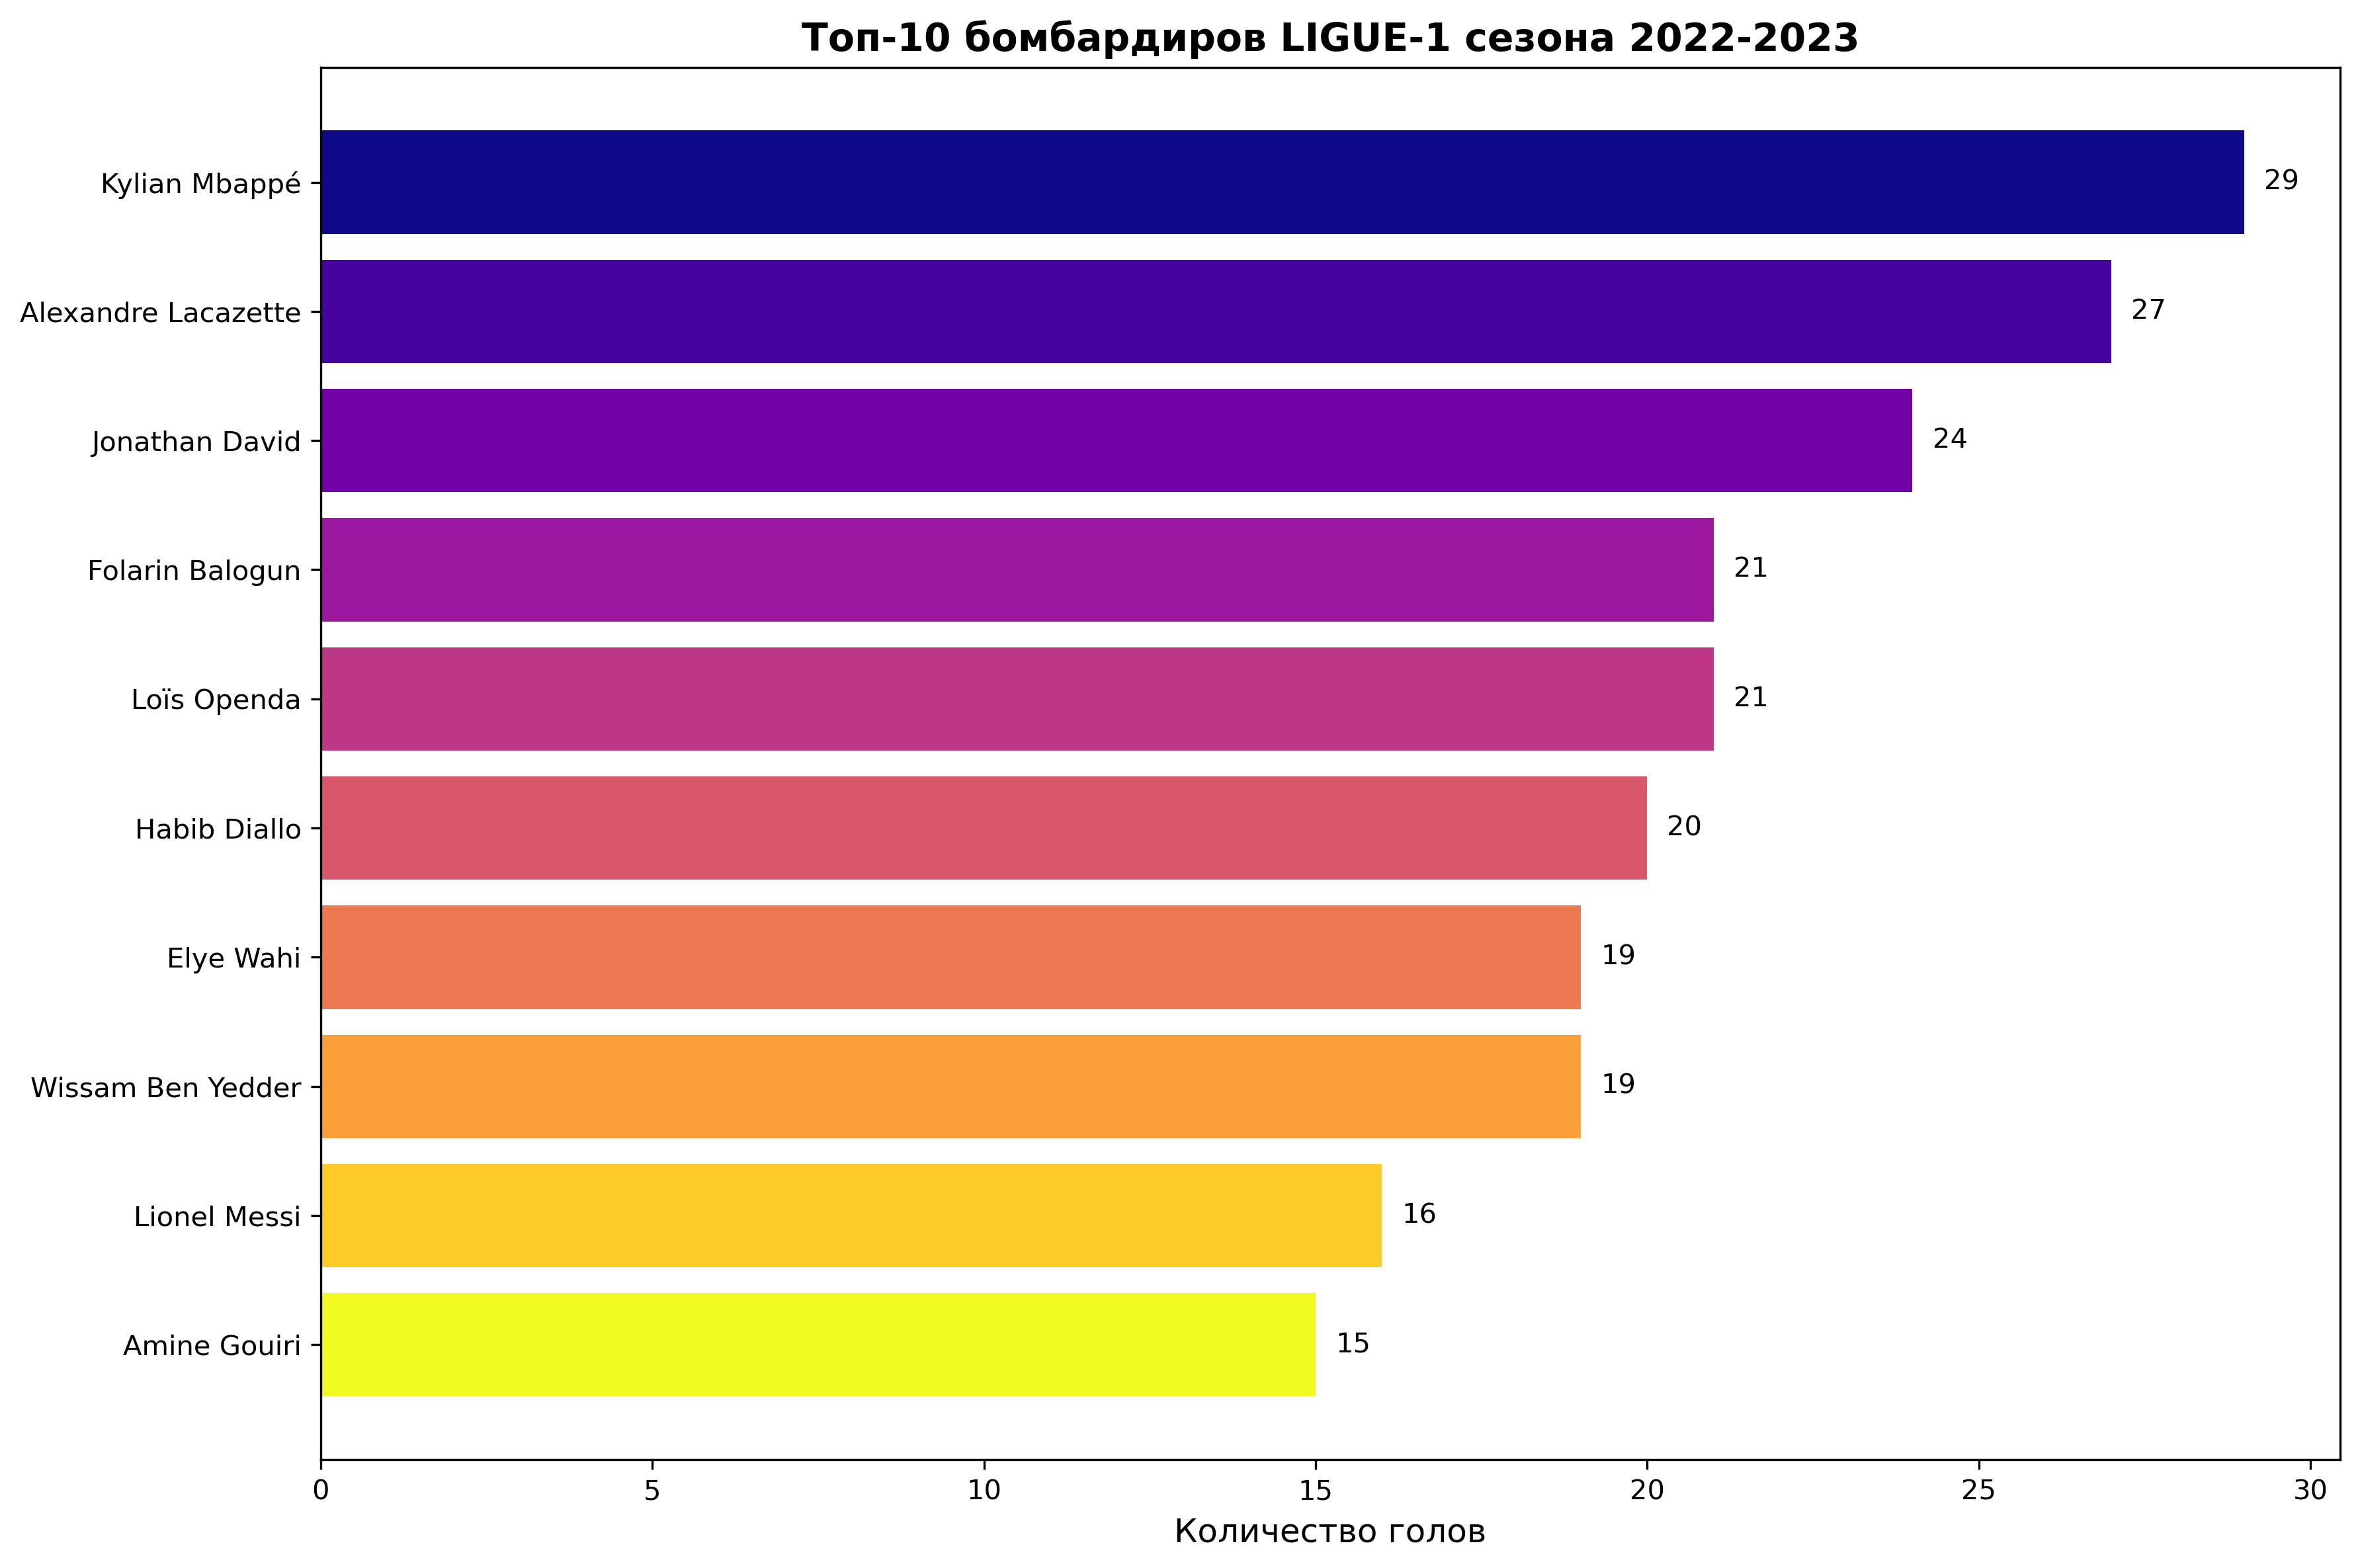 Топ-10 бомбардиров LIGUE-1 сезона 2022-2023
Kylian Mbappé 29
Alexandre Lacazette 27
Jonathan David 24
Folarin Balogun 21
Loïs Openda 21
Habib Diallo 20
Elye Wahi 19
Wissam Ben Yedder 19
Lionel Messi 16
Amine Gouiri 15
0 5 10 15 20 25 30
Количество голов